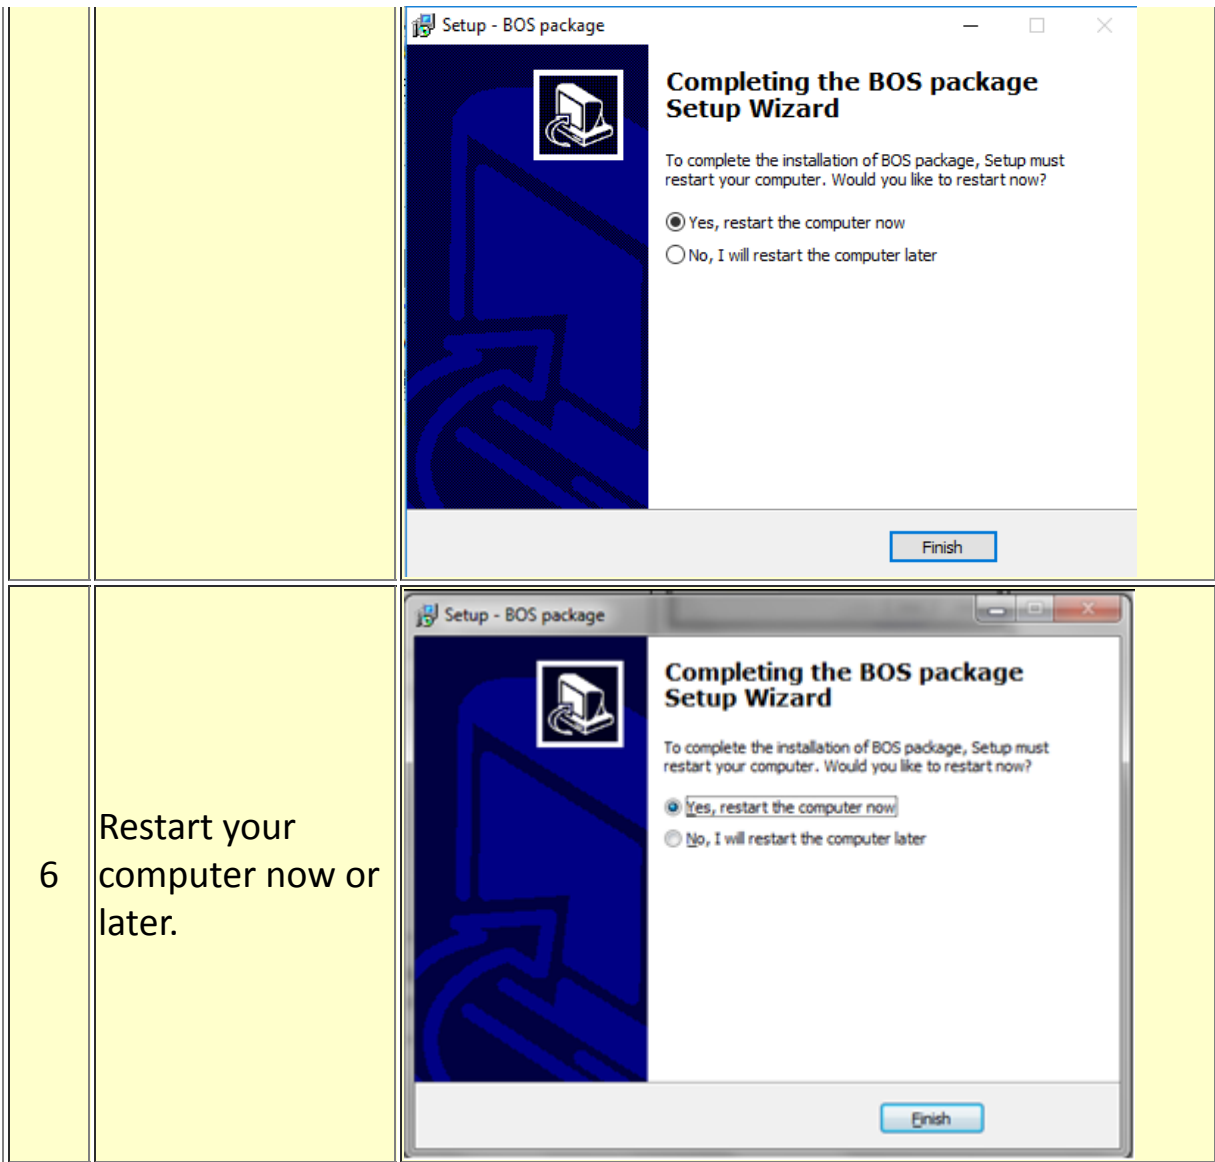 Setup - BOS package
Completing the BOS package
Setup Wizard
To complete the installation of BOS package, Setup must
restart your computer. Would you like to restart now?
Yes, restart the computer now
No, I will restart the computer later
Finish
6
Restart your
computer now or
later.
Setup - BOS package
Completing the BOS package
Setup Wizard
To complete the installation of BOS package, Setup must
restart your computer. Would you like to restart now?
Yes, restart the computer now
No, I will restart the computer later
Finish